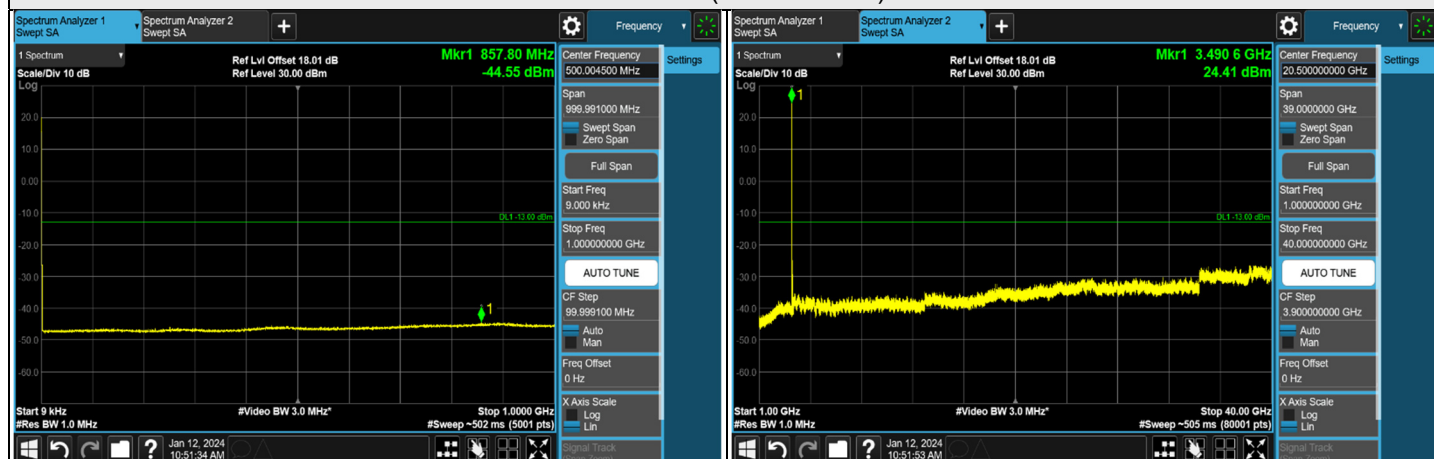 Spectrum Analyzer 1
Swept SA
Spectrum Analyzer 2
Swept SA
+
Frequency
1 Spectrum
Scale/Div 10 dB
Log
Ref Lvl Offset 18.01 dB
Ref Level 30.00 dBm
Mkr1 857.80 MHz
-44.55 dBm
20.0
10.0
0.00
-10.0
-20.0
-30.0
-40.0
-50.0
-60.0
DL1 -13.00 dBm
1
Start 9 kHz
#Res BW 1.0 MHz
#Video BW 3.0 MHz*
Stop 1.0000 GHz
#Sweep ~502 ms (5001 pts)
Center Frequency
500.004500 MHz
Settings
Span
999.991000 MHz
Swept Span
Zero Span
Full Span
Start Freq
9.000 kHz
Stop Freq
1.000000000 GHz
AUTO TUNE
CF Step
99.999100 MHz
Auto
Man
Freq Offset
0 Hz
X Axis Scale
Log
Lin
Signal Track
?
Jan 12, 2024
10:51:34 AM
Spectrum Analyzer 1
Swept SA
Spectrum Analyzer 2
Swept SA
+
Frequency
1 Spectrum
Scale/Div 10 dB
Log
Ref Lvl Offset 18.01 dB
Ref Level 30.00 dBm
Mkr1 3.490 6 GHz
24.41 dBm
1
20.0
10.0
0.00
-10.0
-20.0
-30.0
-40.0
-50.0
-60.0
DL1 -13.00 dBm
Start 1.00 GHz
#Res BW 1.0 MHz
#Video BW 3.0 MHz*
Stop 40.00 GHz
#Sweep ~505 ms (80001 pts)
Center Frequency
20.500000000 GHz
Settings
Span
39.0000000 GHz
Swept Span
Zero Span
Full Span
Start Freq
1.000000000 GHz
Stop Freq
40.000000000 GHz
AUTO TUNE
CF Step
3.900000000 GHz
Auto
Man
Freq Offset
0 Hz
X Axis Scale
Log
Lin
Signal Track
?
Jan 12, 2024
10:51:53 AM